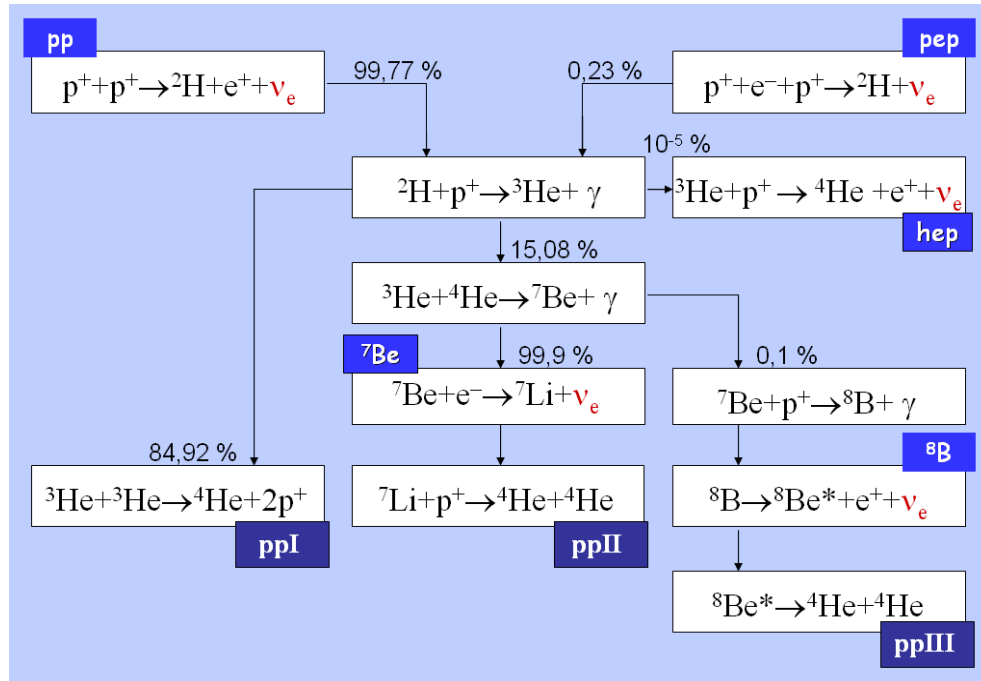 pp
pep
p⁺+p⁺→²H+e⁺+νₑ
99,77 %
0,23 %
p⁺+e⁻+p⁺→²H+νₑ
10⁻⁵ %
²H+p⁺→³He+ γ
³He+p⁺ → ⁴He +e⁺+νₑ
hep
15,08 %
³He+⁴He→⁷Be+ γ
⁷Be
99,9 %
0,1 %
⁷Be+e⁻→⁷Li+νₑ
⁷Be+p⁺→⁸B+ γ
84,92 %
⁸B
³He+³He→⁴He+2p⁺
⁷Li+p⁺→⁴He+⁴He
⁸B→⁸Be*+e⁺+νₑ
ppI
ppII
⁸Be*→⁴He+⁴He
ppIII